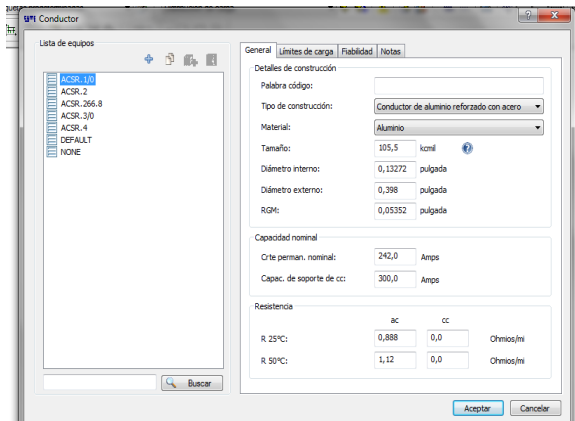 Conductor
Lista de equipos
ACSR.1/0
ACSR.2
ACSR.266.8
ACSR.3/0
ACSR.4
DEFAULT
NONE
Buscar
General Límites de carga Fiabilidad Notas
Detalles de construcción
Palabra código:
Tipo de construcción: Conductor de aluminio reforzado con acero
Material: Aluminio
Tamaño: 105,5 kcmil
Diámetro interno: 0,13272 pulgada
Diámetro externo: 0,398 pulgada
RGM: 0,05352 pulgada
Capacidad nominal
Crte perman. nominal: 242,0 Amps
Capac. de soporte de cc: 300,0 Amps
Resistencia
ac cc
R 25°C: 0,888 0,0 Ohmios/mi
R 50°C: 1,12 0,0 Ohmios/mi
Aceptar Cancelar